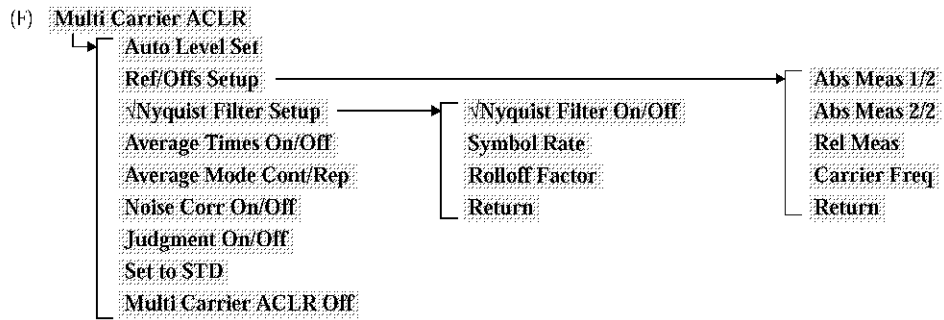 (F) Multi Carrier ACLR
Auto Level Set
Ref/Offs Setup
√Nyquist Filter Setup
Average Times On/Off
Average Mode Cont/Rep
Noise Corr On/Off
Judgment On/Off
Set to STD
Multi Carrier ACLR Off
√Nyquist Filter On/Off
Symbol Rate
Rolloff Factor
Return
Abs Meas 1/2
Abs Meas 2/2
Rel Meas
Carrier Freq
Return